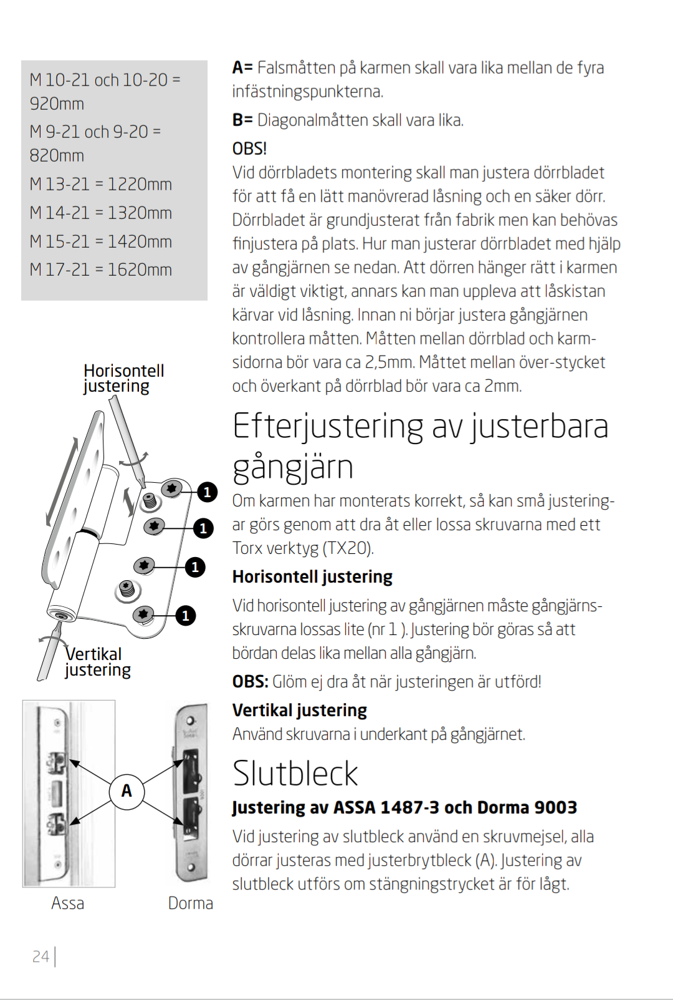 M 10-21 och 10-20 =
920mm
M 9-21 och 9-20 =
820mm
M 13-21 = 1220mm
M 14-21 = 1320mm
M 15-21 = 1420mm
M 17-21 = 1620mm
A= Falsmåtten på karmen skall vara lika mellan de fyra
infästningspunkterna.
B= Diagonalmåtten skall vara lika.
OBS!
Vid dörrbladets montering skall man justera dörrbladet
för att få en lätt manövrerad låsning och en säker dörr.
Dörrbladet är grundjusterat från fabrik men kan behövas
finjustera på plats. Hur man justerar dörrbladet med hjälp
av gångjärnen se nedan. Att dörren hänger rätt i karmen
är väldigt viktigt, annars kan man uppleva att låskistan
kärvar vid låsning. Innan ni börjar justera gångjärnen
kontrollera måtten. Måtten mellan dörrblad och karm-
sidorna bör vara ca 2,5mm. Måttet mellan över-stycket
och överkant på dörrblad bör vara ca 2mm.
Horisontell
justering
1
1
1
1
Vertikal
justering
Efterjustering av justerbara
gångjärn
Om karmen har monterats korrekt, så kan små justering-
ar görs genom att dra åt eller lossa skruvarna med ett
Torx verktyg (TX20).
Horisontell justering
Vid horisontell justering av gångjärnen måste gångjärns-
skruvarna lossas lite (nr 1 ). Justering bör göras så att
bördan delas lika mellan alla gångjärn.
OBS: Glöm ej dra åt när justeringen är utförd!
Vertikal justering
Använd skruvarna i underkant på gångjärnet.
Slutbleck
Justering av ASSA 1487-3 och Dorma 9003
Vid justering av slutbleck använd en skruvmejsel, alla
dörrar justeras med justerbrytbleck (A). Justering av
slutbleck utförs om stängningstrycket är för lågt.
A
Assa
Dorma
24